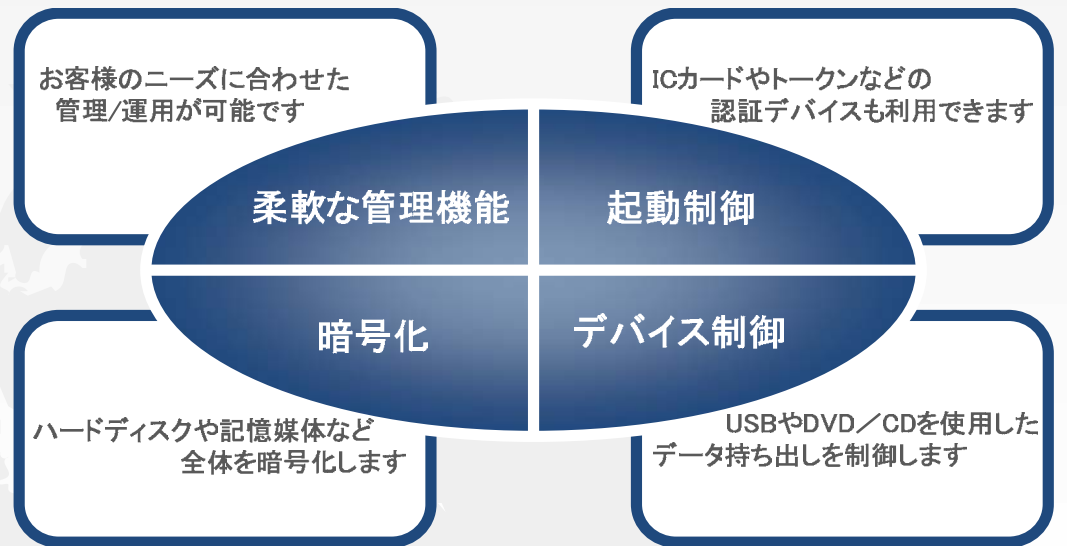 お客様のニーズに合わせた
管理/運用が可能です
ICカードやトークンなどの
認証デバイスも利用できます
柔軟な管理機能
起動制御
暗号化
デバイス制御
ハードディスクや記憶媒体など
全体を暗号化します
USBやDVD／CDを使用した
データ持ち出しを制御します